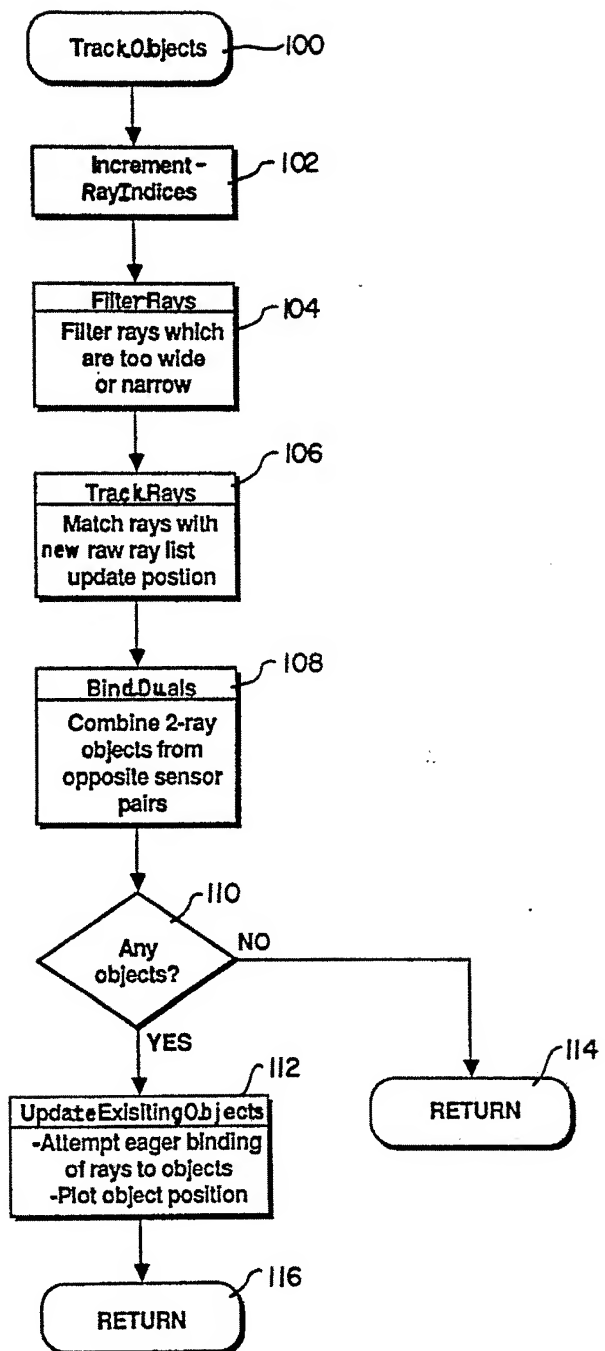 TrackObjects
100
Increment-
RayIndices
102
FilterRays
104
Filter rays which
are too wide
or narrow
106
TrackRays
Match rays with
new raw ray list
update postion
108
BindDuals
Combine 2-ray
objects from
opposite sensor
pairs
110
Any
objects?
NO
YES
114
RETURN
112
UpdateExisitingObjects
-Attempt eager binding
of rays to objects
-Plot object position
116
RETURN